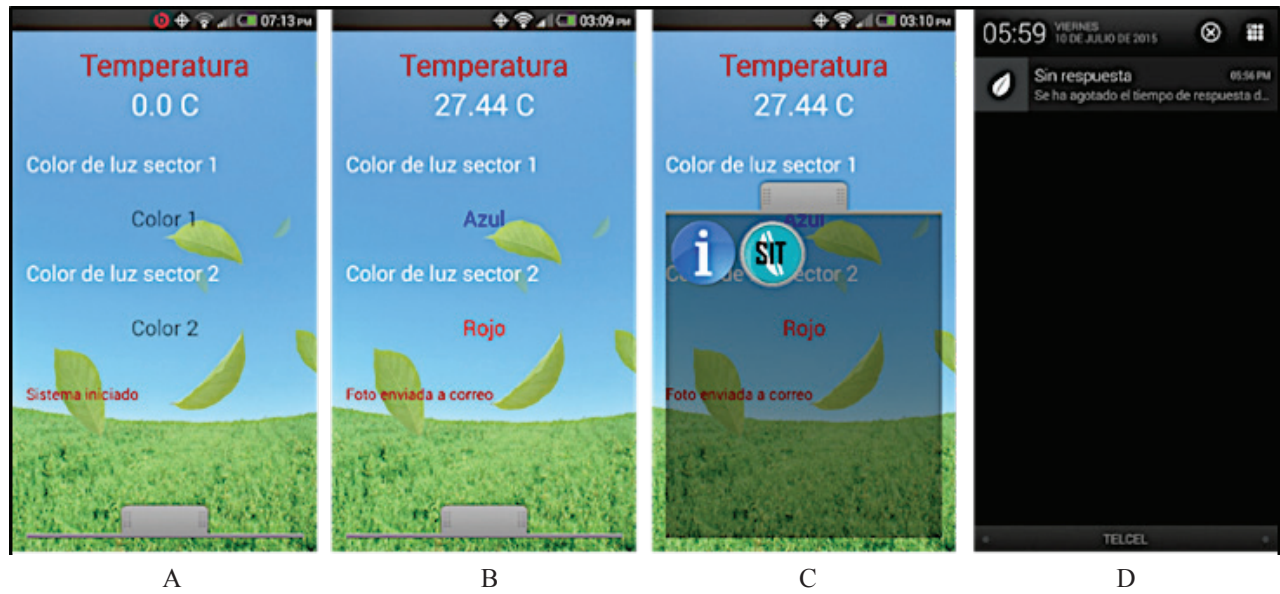 07:13 PM
Temperatura
0.0 C
Color de luz sector 1
Color 1
Color de luz sector 2
Color 2
Sistema iniciado
A
03:09 PM
Temperatura
27.44 C
Color de luz sector 1
Azul
Color de luz sector 2
Rojo
Foto enviada a correo
B
03:10 PM
Temperatura
27.44 C
Color de luz sector 1
Azul
i
SIT
Color de luz sector 2
Rojo
Foto enviada a correo
C
05:59 VIERNES
10 DE JULIO DE 2015
Sin respuesta 05:56 PM
Se ha agotado el tiempo de respuesta d...
TELCEL
D